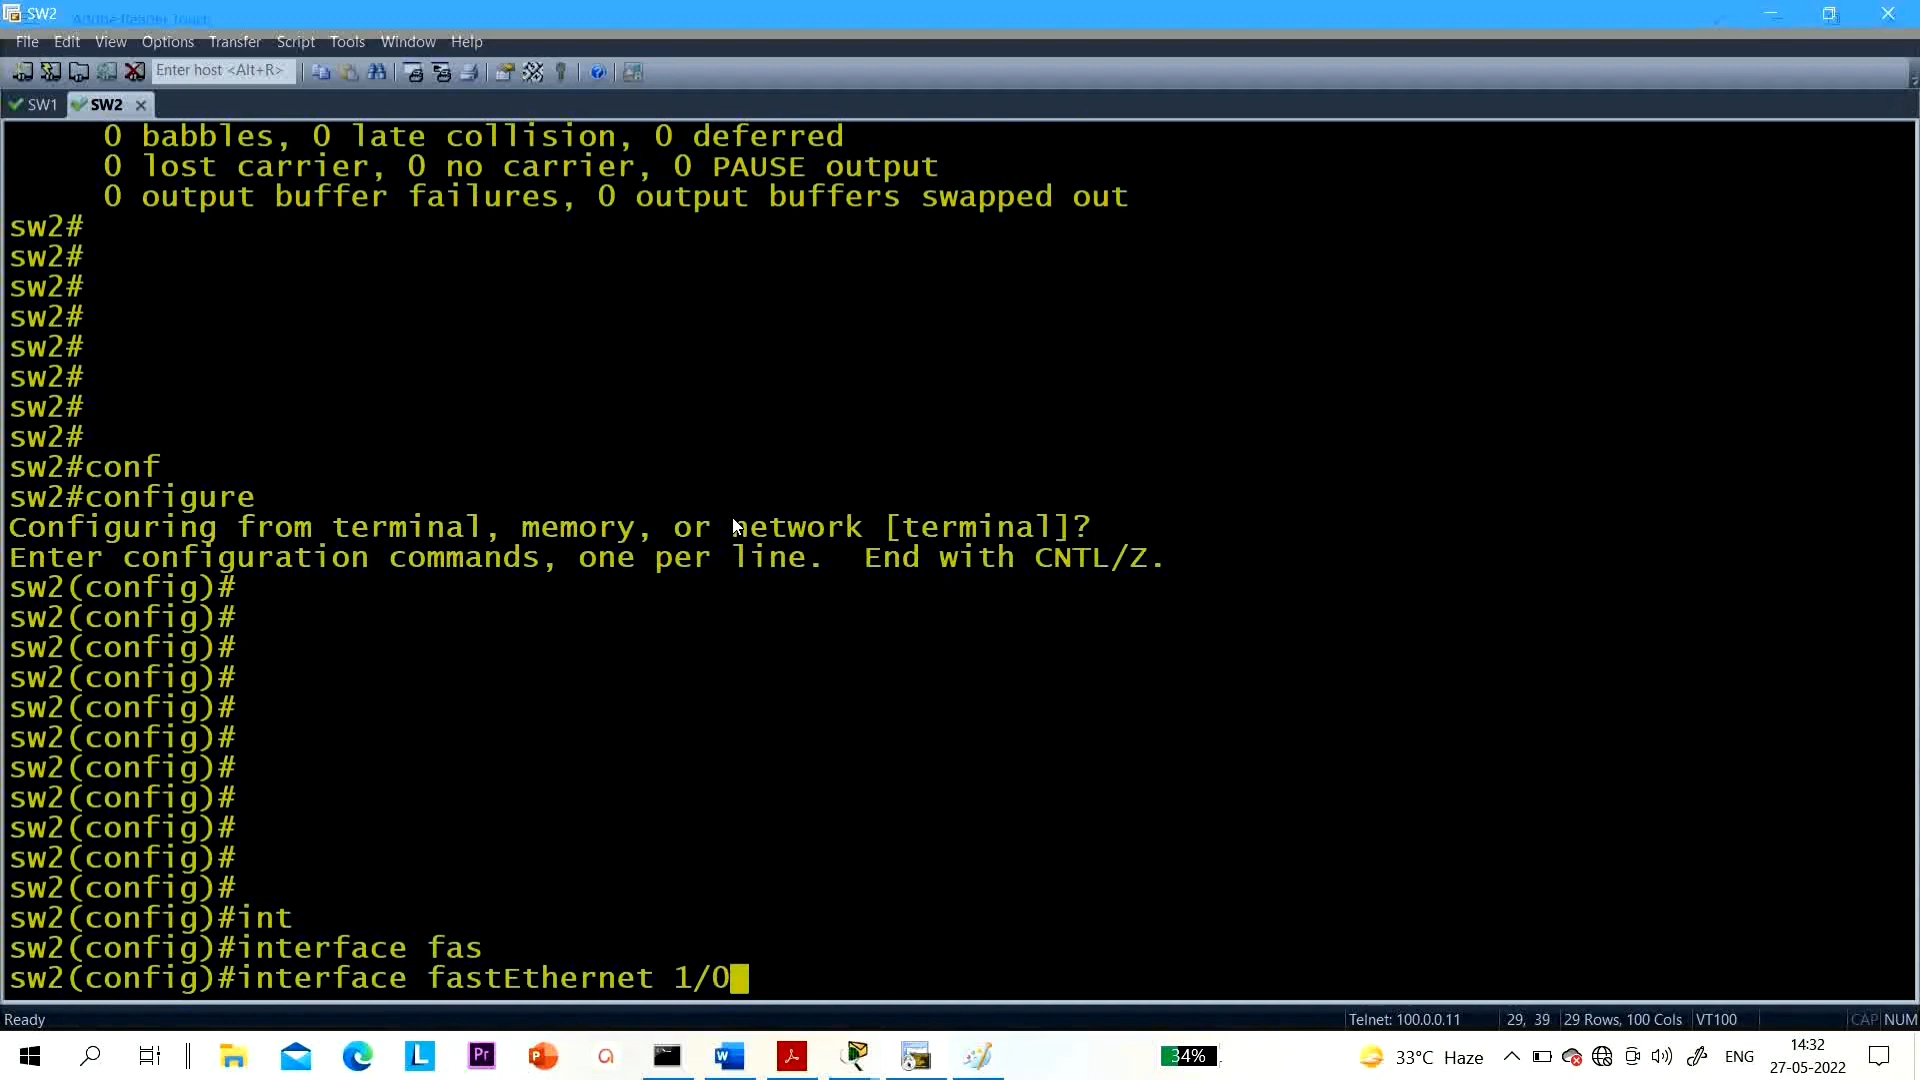 SW2
Adobe Reader Touch
File Edit View Options Transfer Script Tools Window Help
Enter host <Alt+R>
SW1 SW2
0 babbles, 0 late collision, 0 deferred
0 lost carrier, 0 no carrier, 0 PAUSE output
0 output buffer failures, 0 output buffers swapped out
sw2#
sw2#
sw2#
sw2#
sw2#
sw2#
sw2#
sw2#
sw2#conf
sw2#configure
Configuring from terminal, memory, or network [terminal]?
Enter configuration commands, one per line.  End with CNTL/Z.
sw2(config)#
sw2(config)#
sw2(config)#
sw2(config)#
sw2(config)#
sw2(config)#
sw2(config)#
sw2(config)#
sw2(config)#
sw2(config)#
sw2(config)#
sw2(config)#int
sw2(config)#interface fas
sw2(config)#interface fastEthernet 1/0
Ready Telnet: 100.0.0.11 29, 39 29 Rows, 100 Cols VT100 CAP NUM
L Pr P W 34% 33°C Haze ENG 14:32
27-05-2022